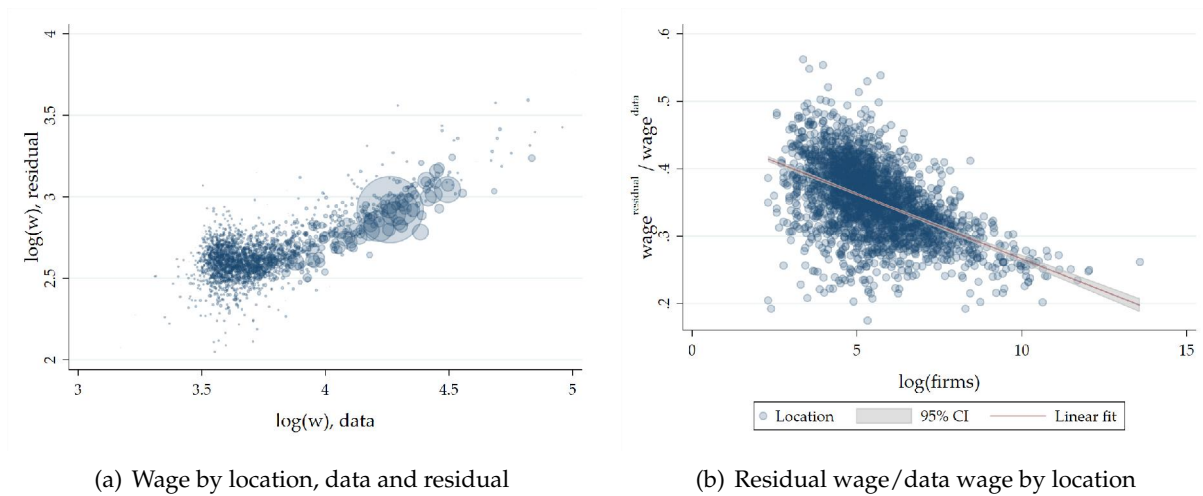 4
3.5
3
2.5
2
log(w), residual
3
3.5
4
4.5
5
log(w), data
(a) Wage by location, data and residual
.6
.5
.4
.3
.2
wage^residual / wage^data
0
5
10
15
log(firms)
Location
95% CI
Linear fit
(b) Residual wage/data wage by location